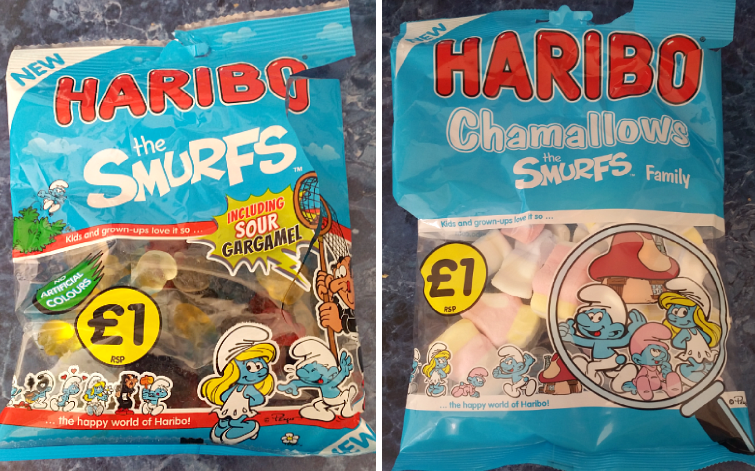 NEW
HARIBO
the
SMURFS
TM
INCLUDING
SOUR
GARGAMEL
Kids and grown-ups love it so ...
NO
ARTIFICIAL
COLOURS
£1
RSP
... the happy world of Haribo!
© Peyo
NEW
NEW
HARIBO
Chamallows
the
SMURFS Family
Kids and grown-ups love it so ...
£1
RSP
... the happy world of Haribo!